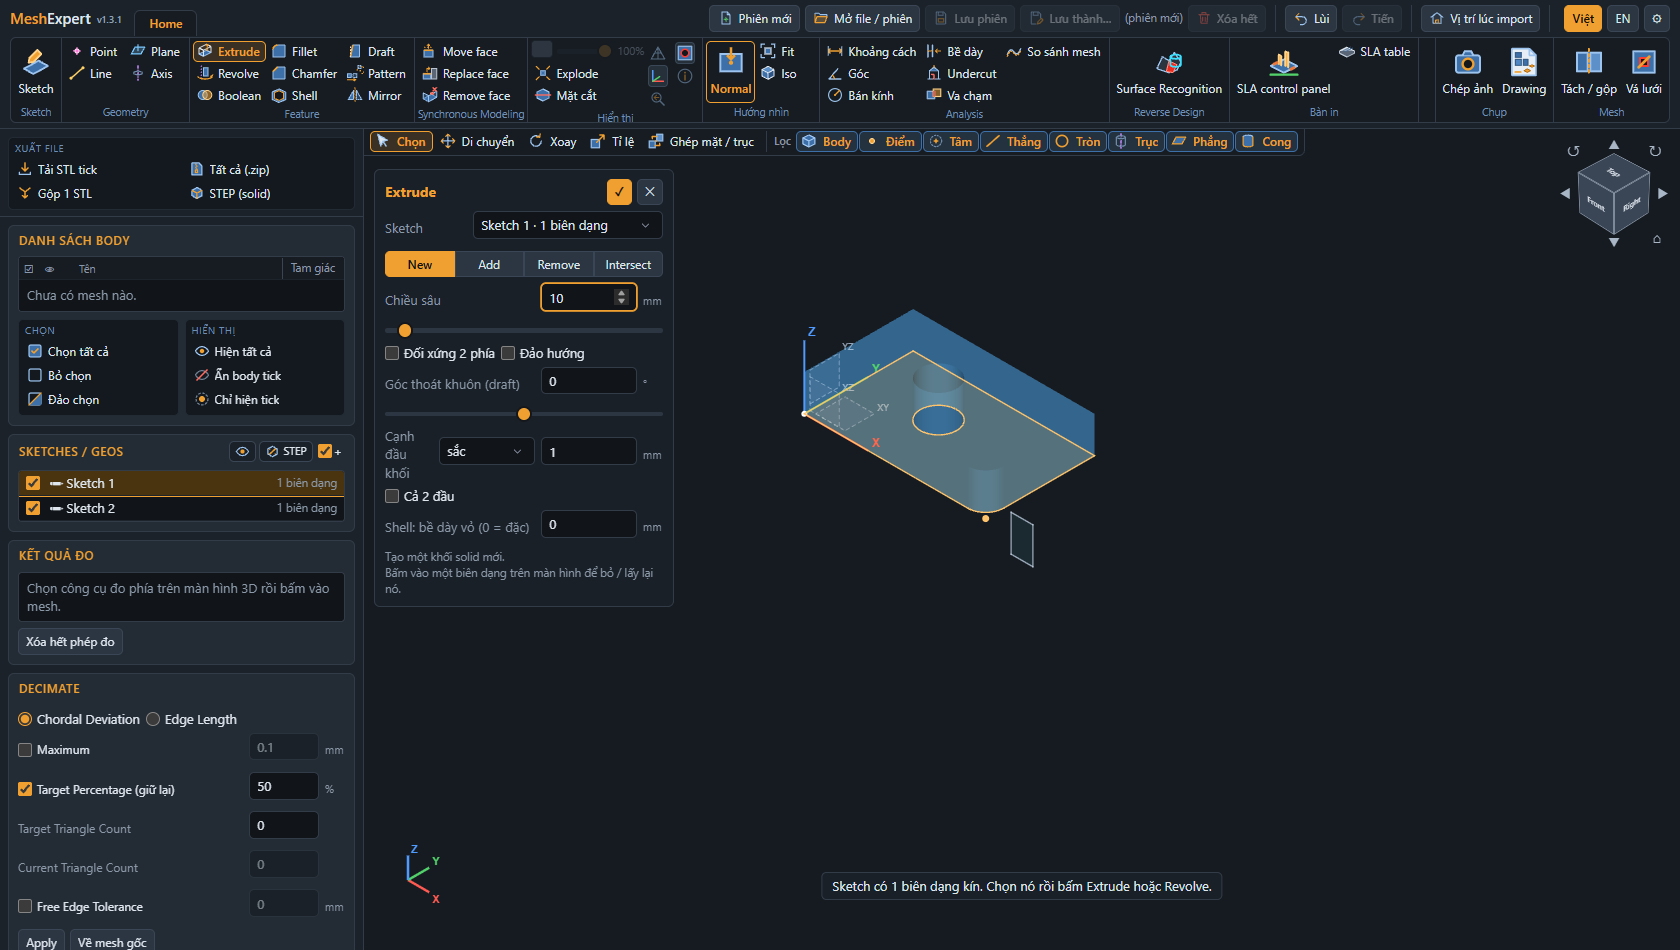 MeshExpert v1.3.1
Home
Phiên mới
Mở file / phiên
Lưu phiên
Lưu thành...
(phiên mới)
Xóa hết
Lùi
Tiến
Vị trí lúc import
Việt
EN
Sketch
Sketch
Point
Plane
Line
Axis
Geometry
Extrude
Fillet
Draft
Revolve
Chamfer
Pattern
Boolean
Shell
Mirror
Feature
Move face
Replace face
Remove face
Synchronous Modeling
100%
Explode
Mặt cắt
Hiển thị
Normal
Fit
Iso
Hướng nhìn
Khoảng cách
Bề dày
So sánh mesh
Góc
Undercut
Bán kính
Va chạm
Analysis
Surface Recognition
Reverse Design
SLA control panel
SLA table
Bản in
Chép ảnh
Drawing
Chụp
Tách / gộp
Vá lưới
Mesh
XUẤT FILE
Tải STL tick
Tất cả (.zip)
Gộp 1 STL
STEP (solid)
DANH SÁCH BODY
Tên
Tam giác
Chưa có mesh nào.
CHỌN
Chọn tất cả
Bỏ chọn
Đảo chọn
HIỂN THỊ
Hiện tất cả
Ẩn body tick
Chỉ hiện tick
SKETCHES / GEOS
STEP
+
Sketch 1
1 biên dạng
Sketch 2
1 biên dạng
KẾT QUẢ ĐO
Chọn công cụ đo phía trên màn hình 3D rồi bấm vào
mesh.
Xóa hết phép đo
DECIMATE
Chordal Deviation
Edge Length
Maximum
0.1
mm
Target Percentage (giữ lại)
50
%
Target Triangle Count
0
Current Triangle Count
0
Free Edge Tolerance
0
mm
Apply
Về mesh gốc
Chọn
Di chuyển
Xoay
Tỉ lệ
Ghép mặt / trục
Lọc
Body
Điểm
Tâm
Thẳng
Tròn
Trục
Phẳng
Cong
Extrude
Sketch
Sketch 1 · 1 biên dạng
New
Add
Remove
Intersect
Chiều sâu
10
mm
Đối xứng 2 phía
Đảo hướng
Góc thoát khuôn (draft)
0
°
Cạnh
đầu
khối
sắc
1
mm
Cả 2 đầu
Shell: bề dày vỏ (0 = đặc)
0
mm
Tạo một khối solid mới.
Bấm vào một biên dạng trên màn hình để bỏ / lấy lại
nó.
Z
YZ
Y
XZ
XY
X
Top
Front
Right
Z
Y
X
Sketch có 1 biên dạng kín. Chọn nó rồi bấm Extrude hoặc Revolve.